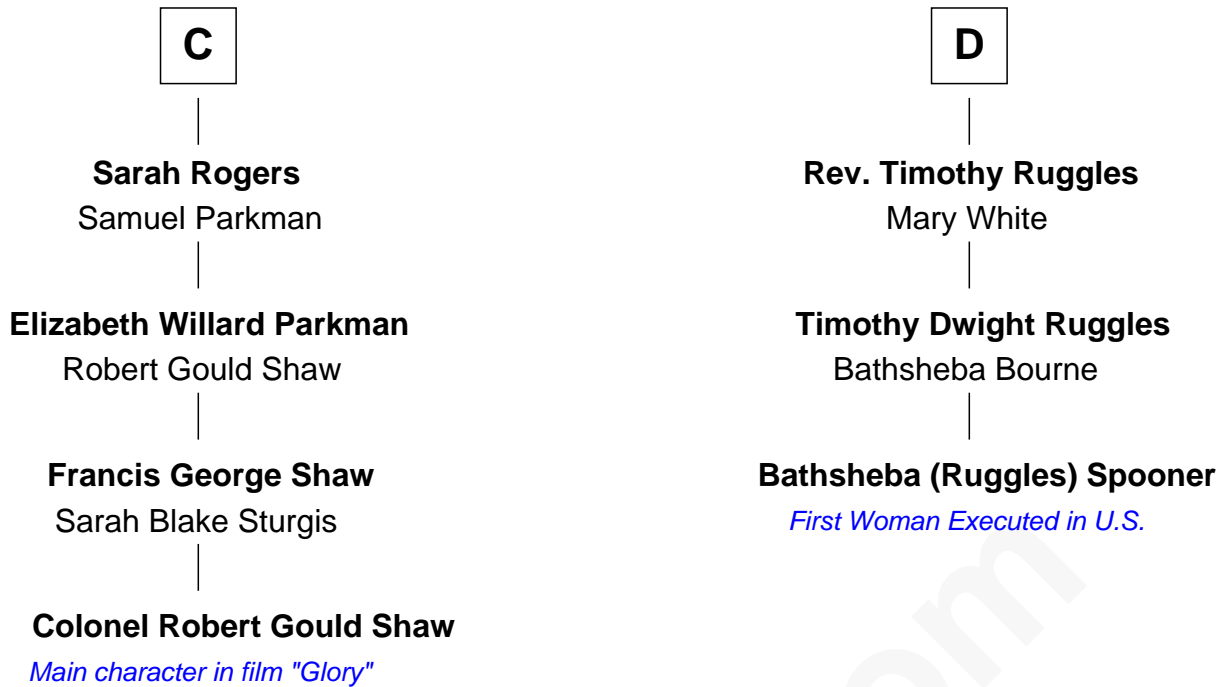 C
Sarah Rogers
Samuel Parkman
Elizabeth Willard Parkman
Robert Gould Shaw
Francis George Shaw
Sarah Blake Sturgis
Colonel Robert Gould Shaw
Main character in film "Glory"
D
Rev. Timothy Ruggles
Mary White
Timothy Dwight Ruggles
Bathsheba Bourne
Bathsheba (Ruggles) Spooner
First Woman Executed in U.S.
om